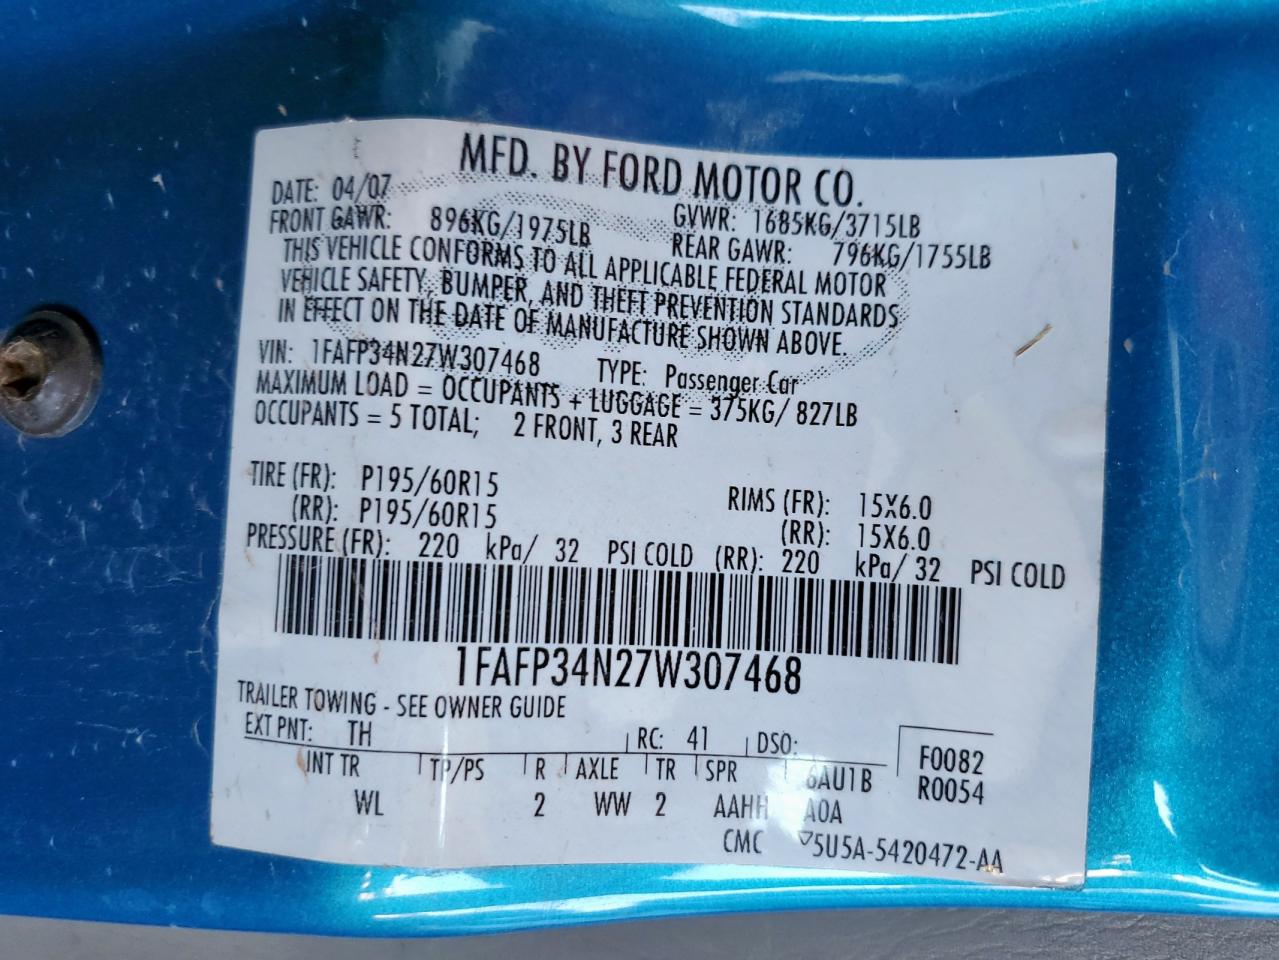 MFD. BY FORD MOTOR CO.
DATE: 04/07
GVWR: 1685KG/3715LB
FRONT GAWR: 896KG/1975LB
REAR GAWR: 796KG/1755LB
THIS VEHICLE CONFORMS TO ALL APPLICABLE FEDERAL MOTOR
VEHICLE SAFETY, BUMPER, AND THEFT PREVENTION STANDARDS
IN EFFECT ON THE DATE OF MANUFACTURE SHOWN ABOVE.
VIN: 1FAFP34N27W307468 TYPE: Passenger Car
MAXIMUM LOAD = OCCUPANTS + LUGGAGE = 375KG/ 827LB
OCCUPANTS = 5 TOTAL; 2 FRONT, 3 REAR
TIRE (FR): P195/60R15 RIMS (FR): 15X6.0
(RR): P195/60R15 (RR): 15X6.0
PRESSURE (FR): 220 kPa/ 32 PSI COLD (RR): 220 kPa/ 32 PSI COLD
1FAFP34N27W307468
TRAILER TOWING - SEE OWNER GUIDE
EXT PNT: TH RC: 41 DSO: F0082
INT TR TP/PS R AXLE TR SPR 6AU1B R0054
WL 2 WW 2 AAHH A0A
CMC ▽5U5A-5420472-AA